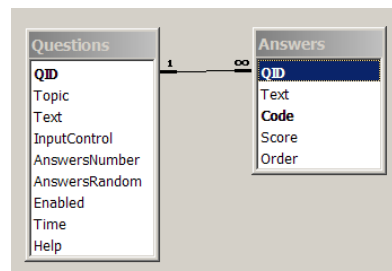 Questions
QID
Topic
Text
InputControl
AnswersNumber
AnswersRandom
Enabled
Time
Help
1 ∞
Answers
QID
Text
Code
Score
Order